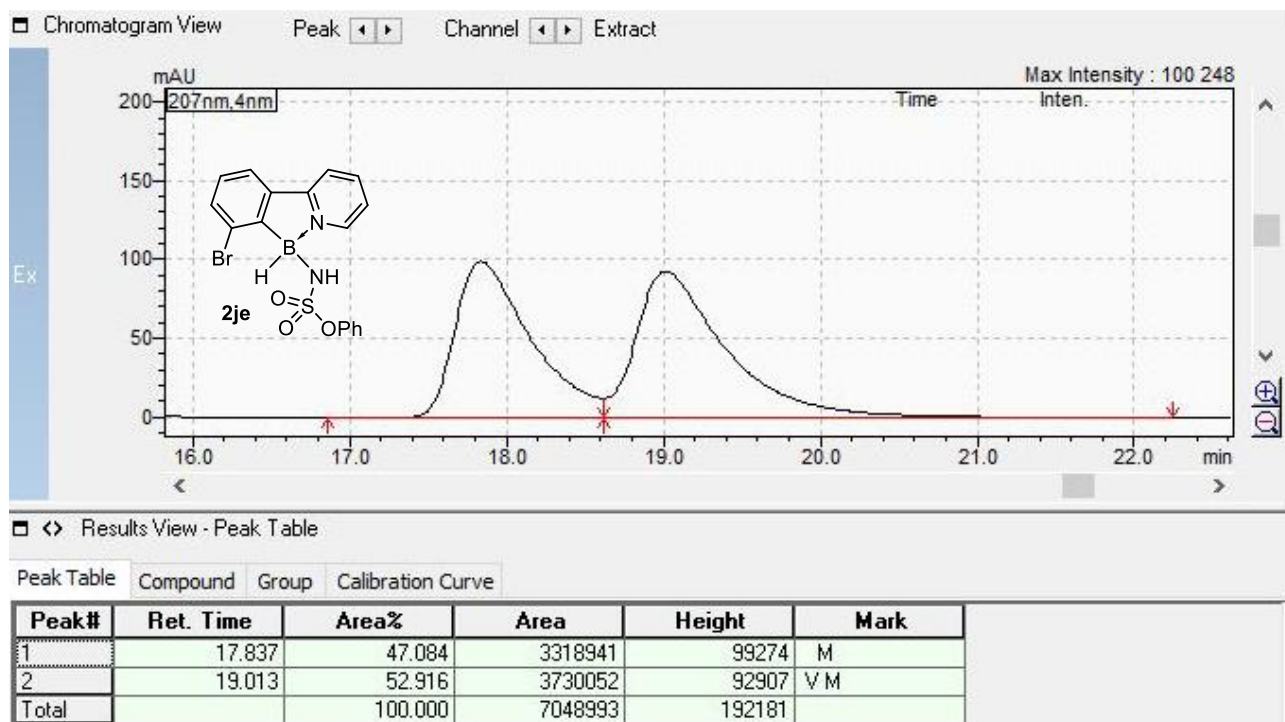 Chromatogram View Peak Channel Extract
mAU Max Intensity : 100 248
200 207nm,4nm Time Inten.
150
100
50
0
Ex
N
Br B
H NH
O S
2je O OPh
16.0 17.0 18.0 19.0 20.0 21.0 22.0 min
Results View - Peak Table
Peak Table Compound Group Calibration Curve
Peak# Ret. Time Area% Area Height Mark
1 17.837 47.084 3318941 99274 M
2 19.013 52.916 3730052 92907 V M
Total 100.000 7048993 192181